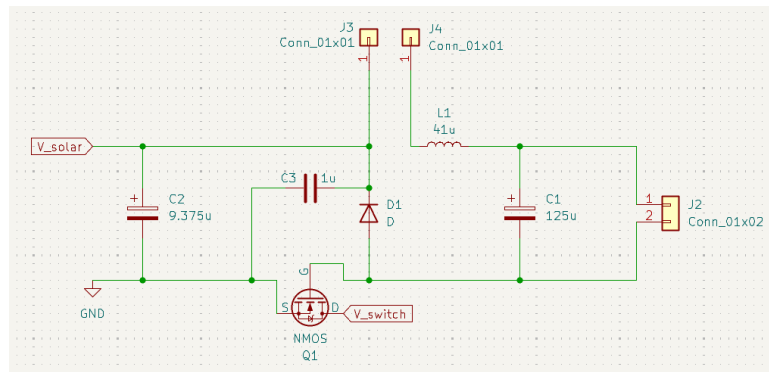 J3
Conn_01x01
1
J4
Conn_01x01
1
L1
41u
V_solar
C3
1u
+
C2
9.375u
D1
D
+
C1
125u
1
2
J2
Conn_01x02
GND
G
S
D
V_switch
NMOS
Q1